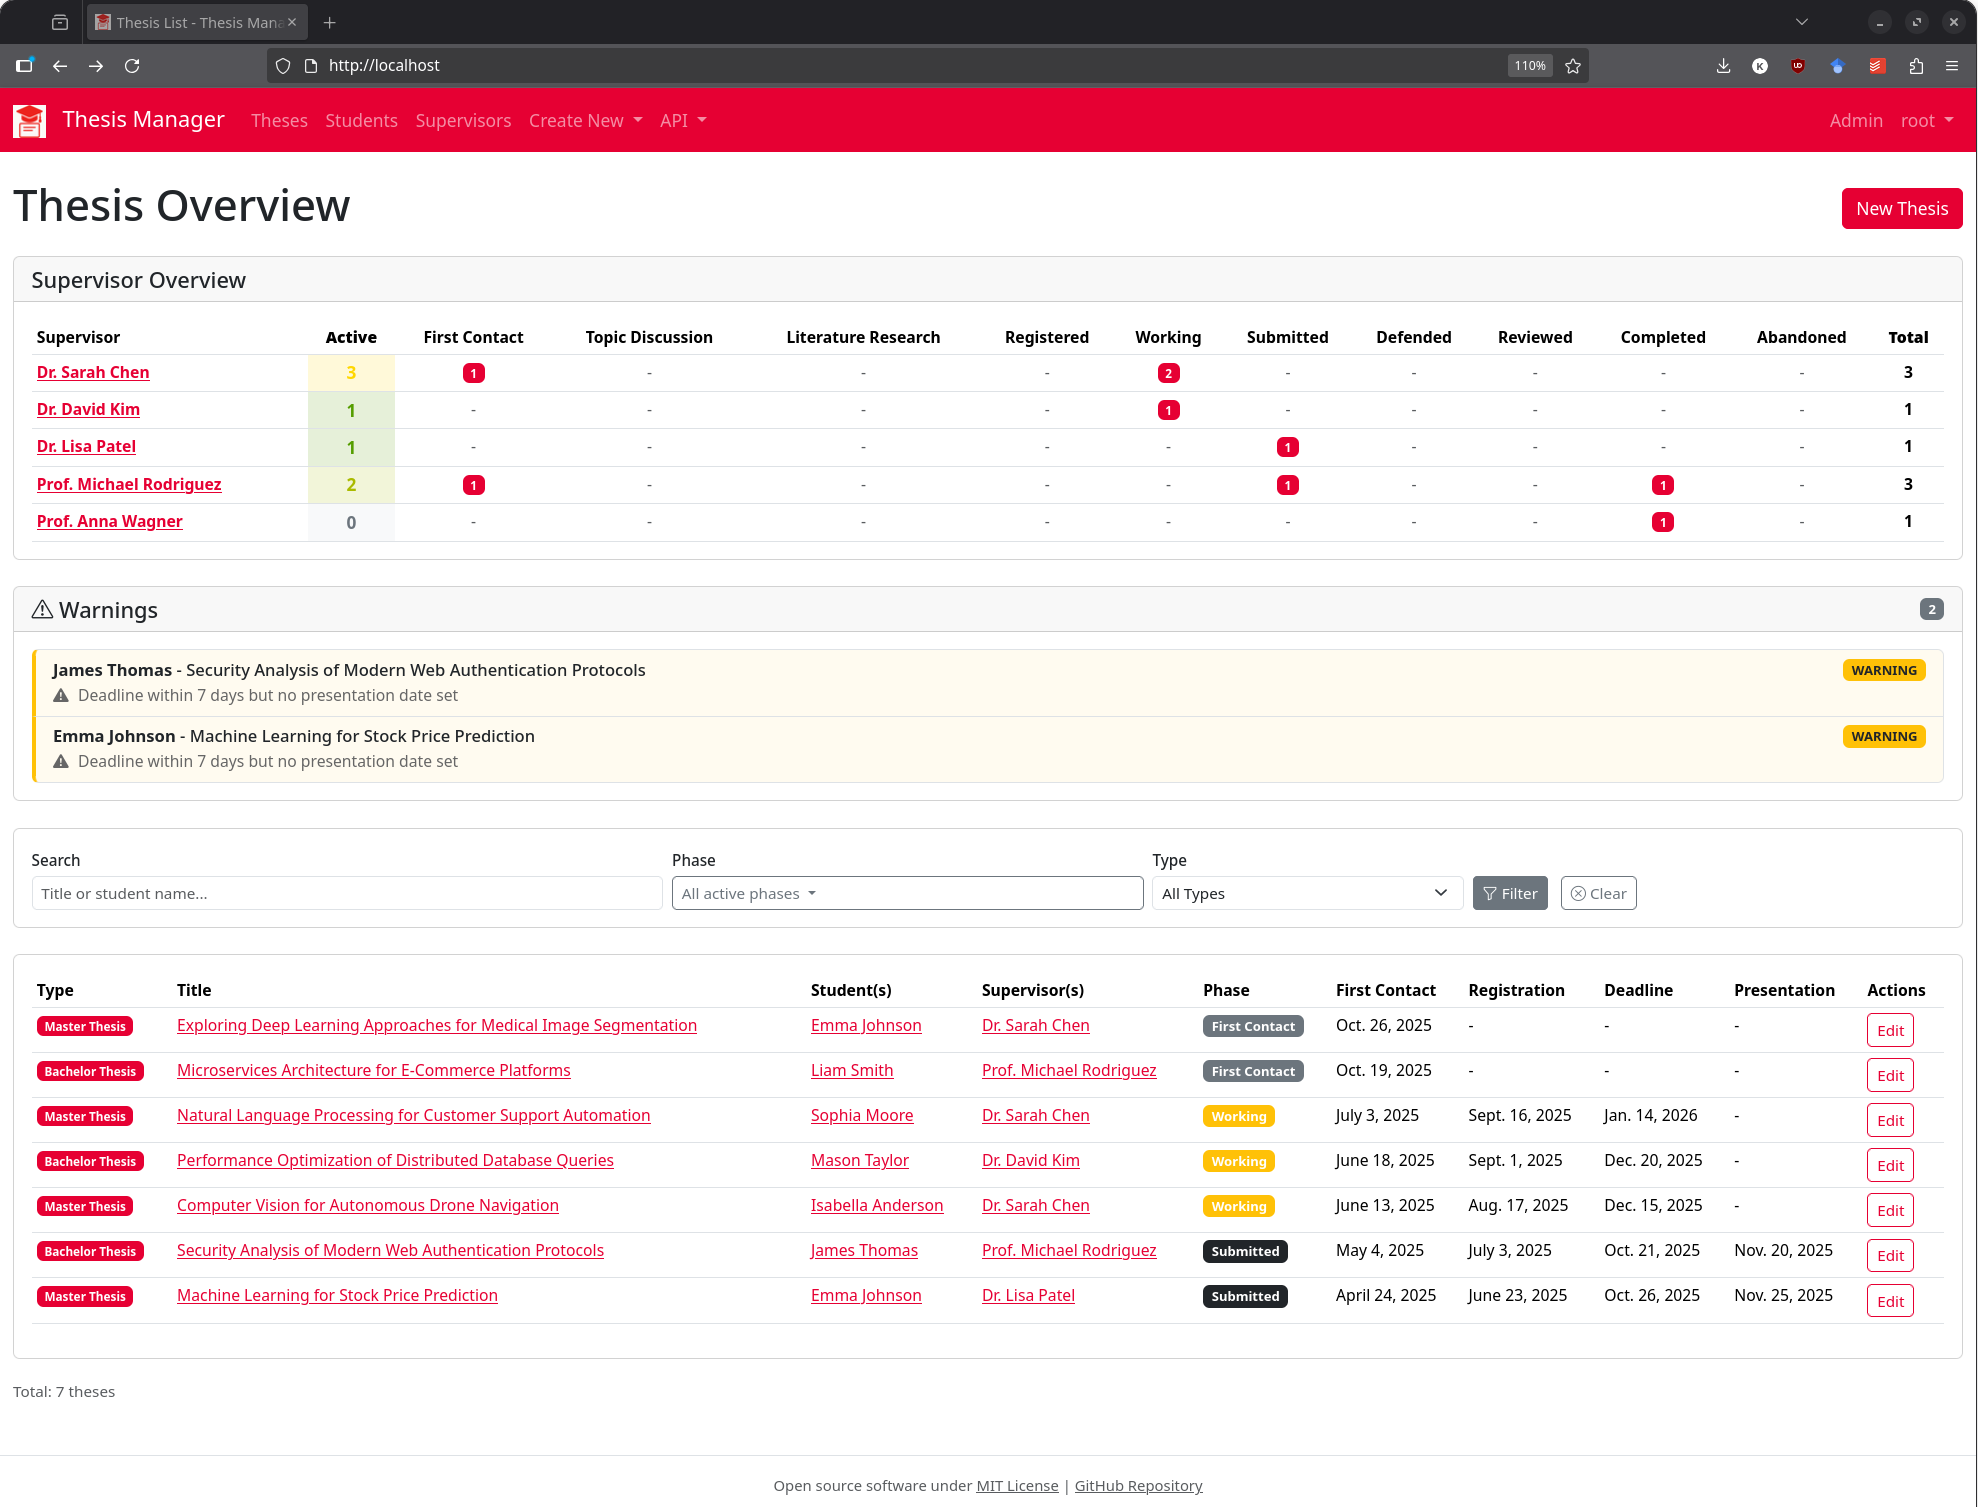 Thesis List - Thesis Mana
http://localhost 110%
Thesis Manager Theses Students Supervisors Create New API Admin root
Thesis Overview New Thesis
Supervisor Overview
Supervisor Active First Contact Topic Discussion Literature Research Registered Working Submitted Defended Reviewed Completed Abandoned Total
Dr. Sarah Chen 3 1 - - - 2 - - - - - 3
Dr. David Kim 1 - - - - 1 - - - - - 1
Dr. Lisa Patel 1 - - - - - 1 - - - - 1
Prof. Michael Rodriguez 2 1 - - - - 1 - - 1 - 3
Prof. Anna Wagner 0 - - - - - - - - 1 - 1
Warnings 2
James Thomas - Security Analysis of Modern Web Authentication Protocols WARNING
Deadline within 7 days but no presentation date set
Emma Johnson - Machine Learning for Stock Price Prediction WARNING
Deadline within 7 days but no presentation date set
Search Phase Type
Title or student name... All active phases All Types Filter Clear
Type Title Student(s) Supervisor(s) Phase First Contact Registration Deadline Presentation Actions
Master Thesis Exploring Deep Learning Approaches for Medical Image Segmentation Emma Johnson Dr. Sarah Chen First Contact Oct. 26, 2025 - - - Edit
Bachelor Thesis Microservices Architecture for E-Commerce Platforms Liam Smith Prof. Michael Rodriguez First Contact Oct. 19, 2025 - - - Edit
Master Thesis Natural Language Processing for Customer Support Automation Sophia Moore Dr. Sarah Chen Working July 3, 2025 Sept. 16, 2025 Jan. 14, 2026 - Edit
Bachelor Thesis Performance Optimization of Distributed Database Queries Mason Taylor Dr. David Kim Working June 18, 2025 Sept. 1, 2025 Dec. 20, 2025 - Edit
Master Thesis Computer Vision for Autonomous Drone Navigation Isabella Anderson Dr. Sarah Chen Working June 13, 2025 Aug. 17, 2025 Dec. 15, 2025 - Edit
Bachelor Thesis Security Analysis of Modern Web Authentication Protocols James Thomas Prof. Michael Rodriguez Submitted May 4, 2025 July 3, 2025 Oct. 21, 2025 Nov. 20, 2025 Edit
Master Thesis Machine Learning for Stock Price Prediction Emma Johnson Dr. Lisa Patel Submitted April 24, 2025 June 23, 2025 Oct. 26, 2025 Nov. 25, 2025 Edit
Total: 7 theses
Open source software under MIT License | GitHub Repository